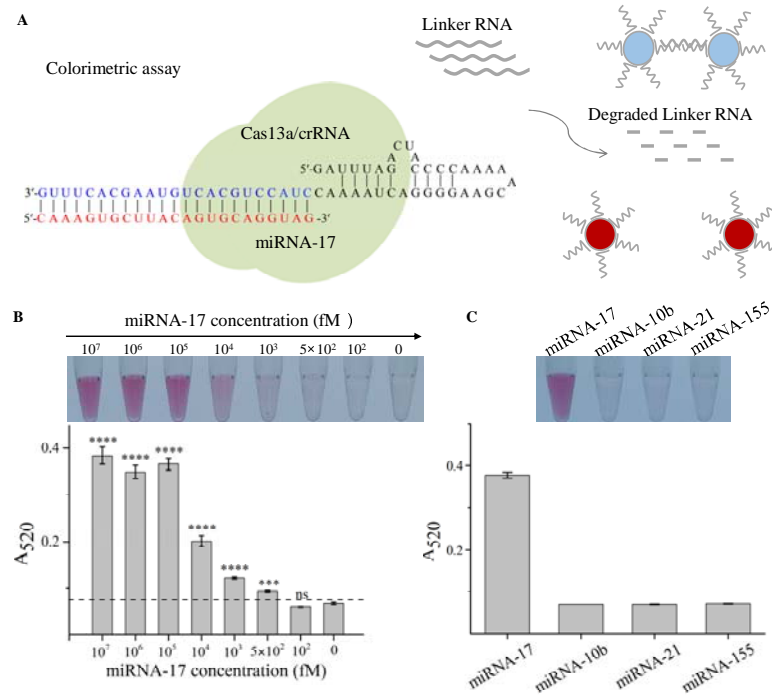 A
Colorimetric assay
Linker RNA
Degraded Linker RNA
Cas13a/crRNA
CU
A A
5'-GAUUUAG CCCCAAAA
A
3'-GUUUCACGAAUGUCACGUCCAUCCAAAAUCAGGGGAAGC
5'-CAAAGUGCUUACAGUGCAGGUAG-3'
miRNA-17
B
miRNA-17 concentration (fM )
10⁷ 10⁶ 10⁵ 10⁴ 10³ 5×10² 10² 0
0.4
0.2
A520
**** **** **** **** **** *** ns
10⁷ 10⁶ 10⁵ 10⁴ 10³ 5×10² 10² 0
miRNA-17 concentration (fM)
C
miRNA-17 miRNA-10b miRNA-21 miRNA-155
0.4
0.2
A520
miRNA-17 miRNA-10b miRNA-21 miRNA-155